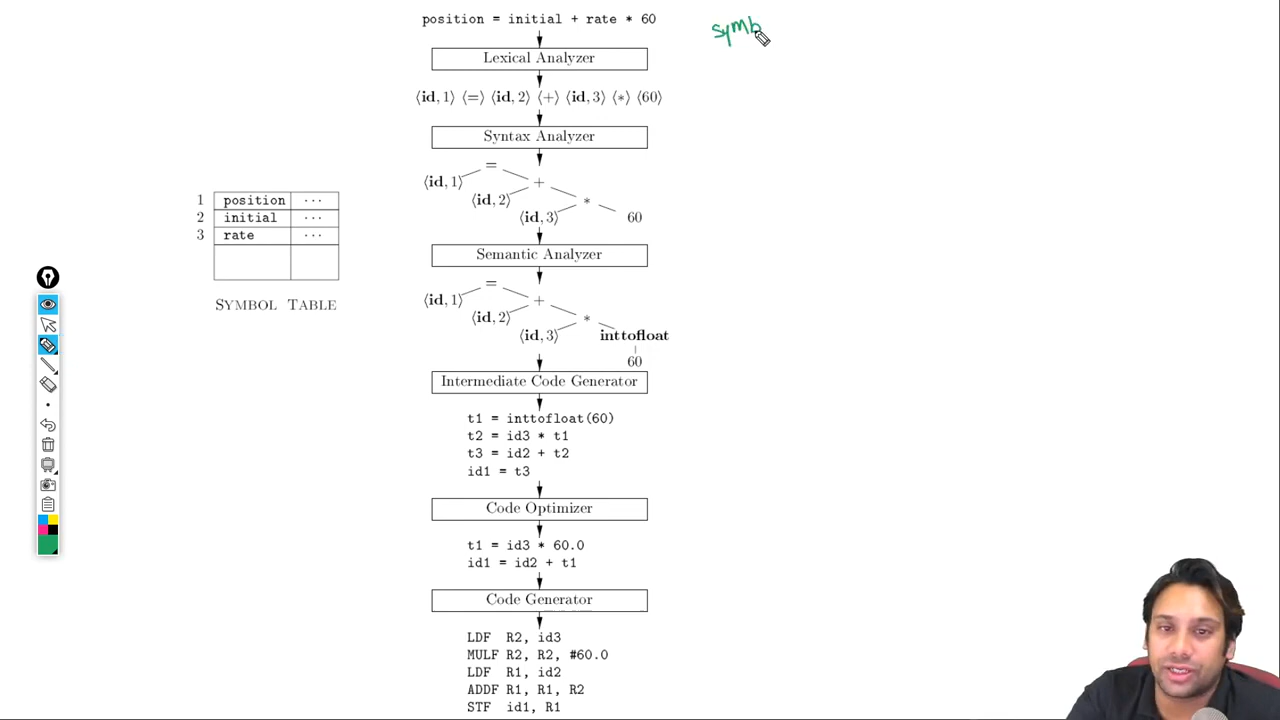 position = initial + rate * 60
symb
Lexical Analyzer
⟨id, 1⟩ ⟨=⟩ ⟨id, 2⟩ ⟨+⟩ ⟨id, 3⟩ ⟨*⟩ ⟨60⟩
Syntax Analyzer
=
⟨id, 1⟩ +
⟨id, 2⟩ *
⟨id, 3⟩ 60
1 position ...
2 initial ...
3 rate ...
SYMBOL TABLE
Semantic Analyzer
=
⟨id, 1⟩ +
⟨id, 2⟩ *
⟨id, 3⟩ inttofloat
60
Intermediate Code Generator
t1 = inttofloat(60)
t2 = id3 * t1
t3 = id2 + t2
id1 = t3
Code Optimizer
t1 = id3 * 60.0
id1 = id2 + t1
Code Generator
LDF R2, id3
MULF R2, R2, #60.0
LDF R1, id2
ADDF R1, R1, R2
STF id1, R1